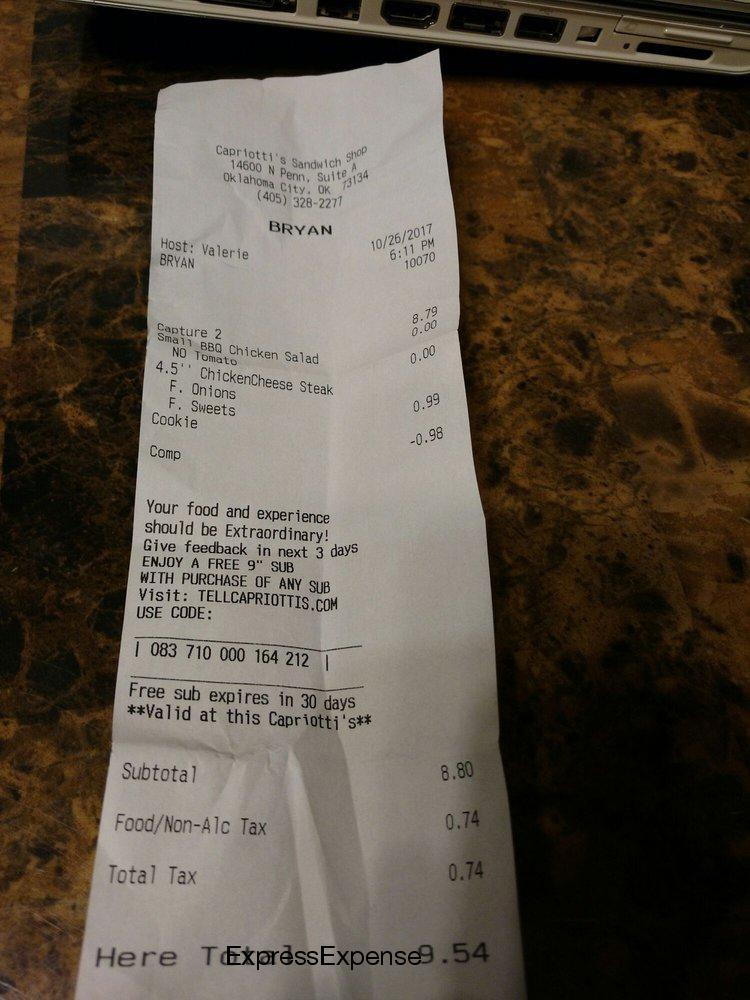 Capriotti's Sandwich Shop
14600 N Penn, Suite A
Oklahoma City, OK 73134
(405) 328-2277
BRYAN
Host: Valerie 10/26/2017
BRYAN 6:11 PM
10070
Capture 2 8.79
Small BBQ Chicken Salad 0.00
NO Tomato
4.5'' ChickenCheese Steak 0.00
F. Onions
F. Sweets
Cookie 0.99
Comp -0.98
Your food and experience
should be Extraordinary!
Give feedback in next 3 days
ENJOY A FREE 9" SUB
WITH PURCHASE OF ANY SUB
Visit: TELLCAPRIOTTIS.COM
USE CODE:
| 083 710 000 164 212 |
Free sub expires in 30 days
**Valid at this Capriotti's**
Subtotal 8.80
Food/Non-Alc Tax 0.74
Total Tax 0.74
Here Total 9.54
ExpressExpense